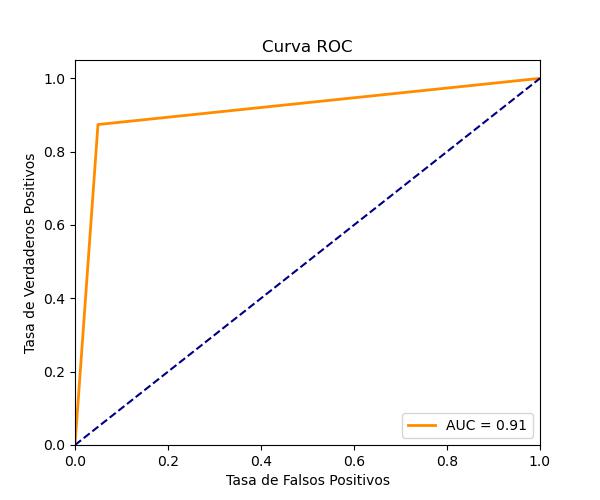 Curva ROC
1.0
0.8
0.6
0.4
0.2
0.0
Tasa de Verdaderos Positivos
AUC = 0.91
0.0 0.2 0.4 0.6 0.8 1.0
Tasa de Falsos Positivos